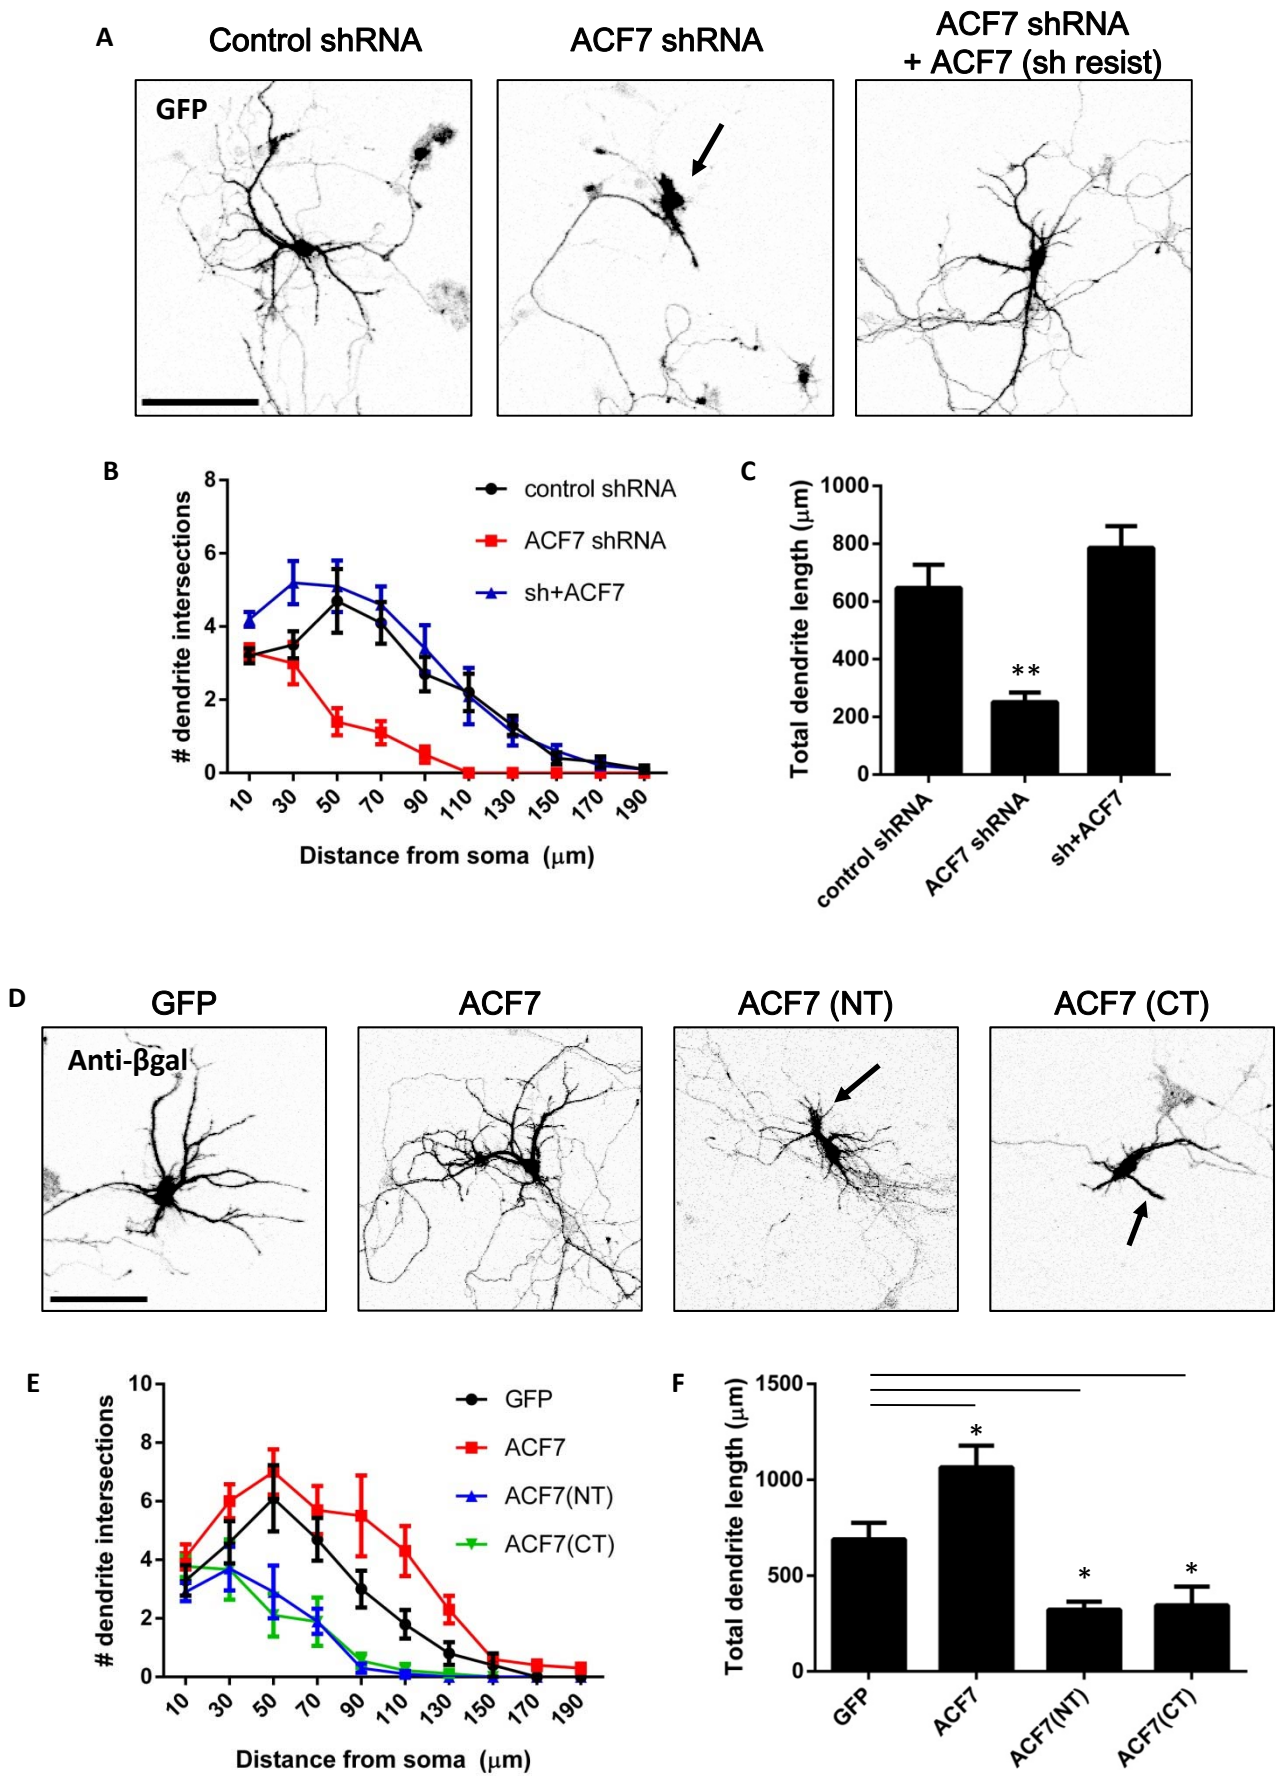 A
Control shRNA
ACF7 shRNA
ACF7 shRNA
+ ACF7 (sh resist)
GFP
B
# dendrite intersections
8
6
4
2
0
10 30 50 70 90 110 130 150 170 190
Distance from soma (μm)
control shRNA
ACF7 shRNA
sh+ACF7
C
Total dendrite length (μm)
1000
800
600
400
200
0
**
control shRNA
ACF7 shRNA
sh+ACF7
D
GFP
ACF7
ACF7 (NT)
ACF7 (CT)
Anti-βgal
E
# dendrite intersections
10
8
6
4
2
0
10 30 50 70 90 110 130 150 170 190
Distance from soma (μm)
GFP
ACF7
ACF7(NT)
ACF7(CT)
F
Total dendrite length (μm)
1500
1000
500
0
*
*
*
GFP
ACF7
ACF7(NT)
ACF7(CT)